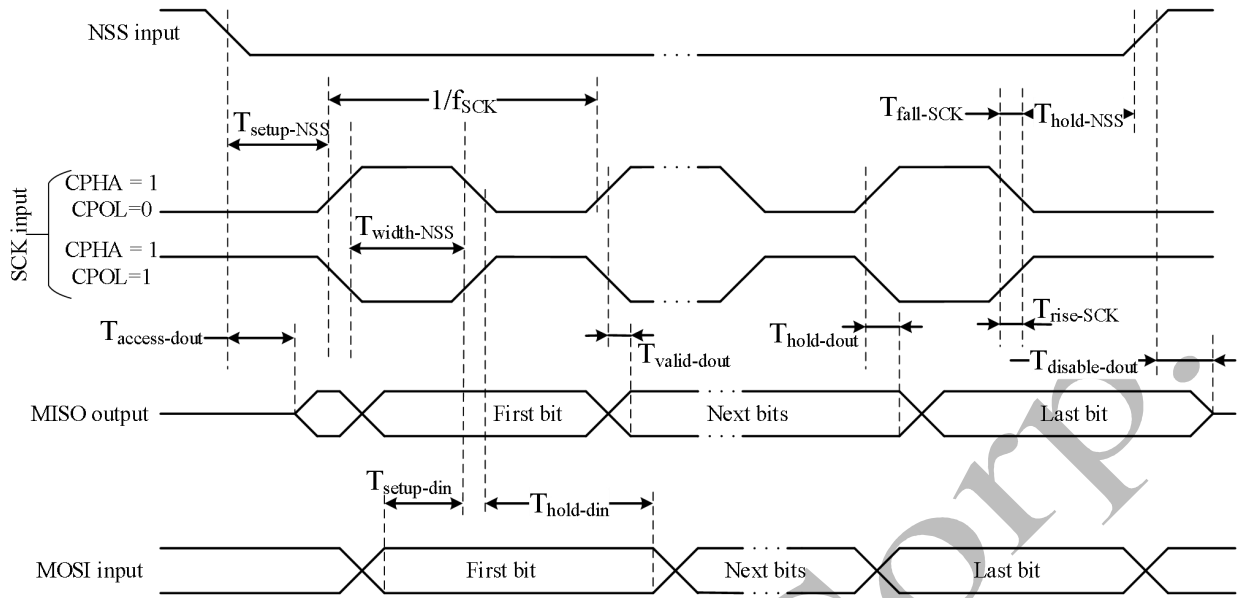 NSS input
1/fSCK
Tsetup-NSS
Tfall-SCK
Thold-NSS
SCK input
CPHA = 1
CPOL=0
Twidth-NSS
CPHA = 1
CPOL=1
Taccess-dout
Tvalid-dout
Thold-dout
Trise-SCK
Tdisable-dout
MISO output
First bit
Next bits
Last bit
Tsetup-din
Thold-din
MOSI input
First bit
Next bits
Last bit
Corp.